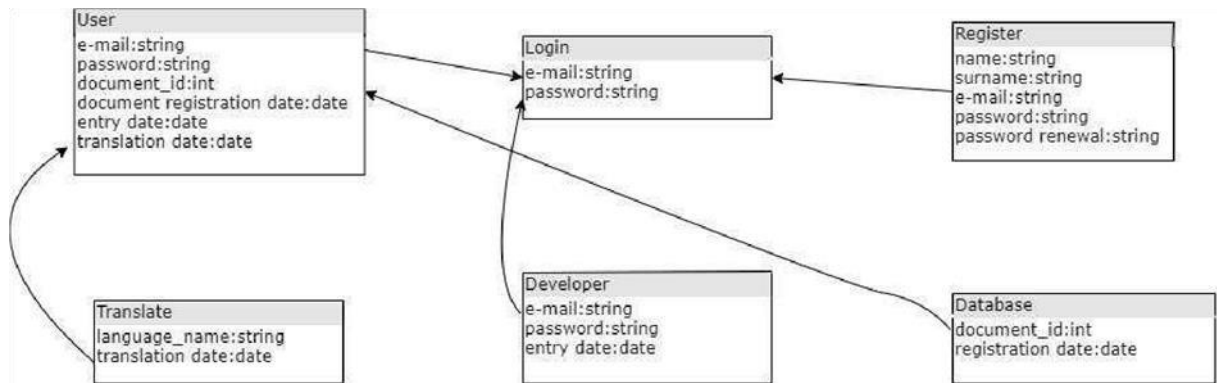 User
e-mail:string
password:string
document_id:int
document registration date:date
entry date:date
translation date:date
Login
e-mail:string
password:string
Register
name:string
surname:string
e-mail:string
password:string
password renewal:string
Translate
language_name:string
translation date:date
Developer
e-mail:string
password:string
entry date:date
Database
document_id:int
registration date:date